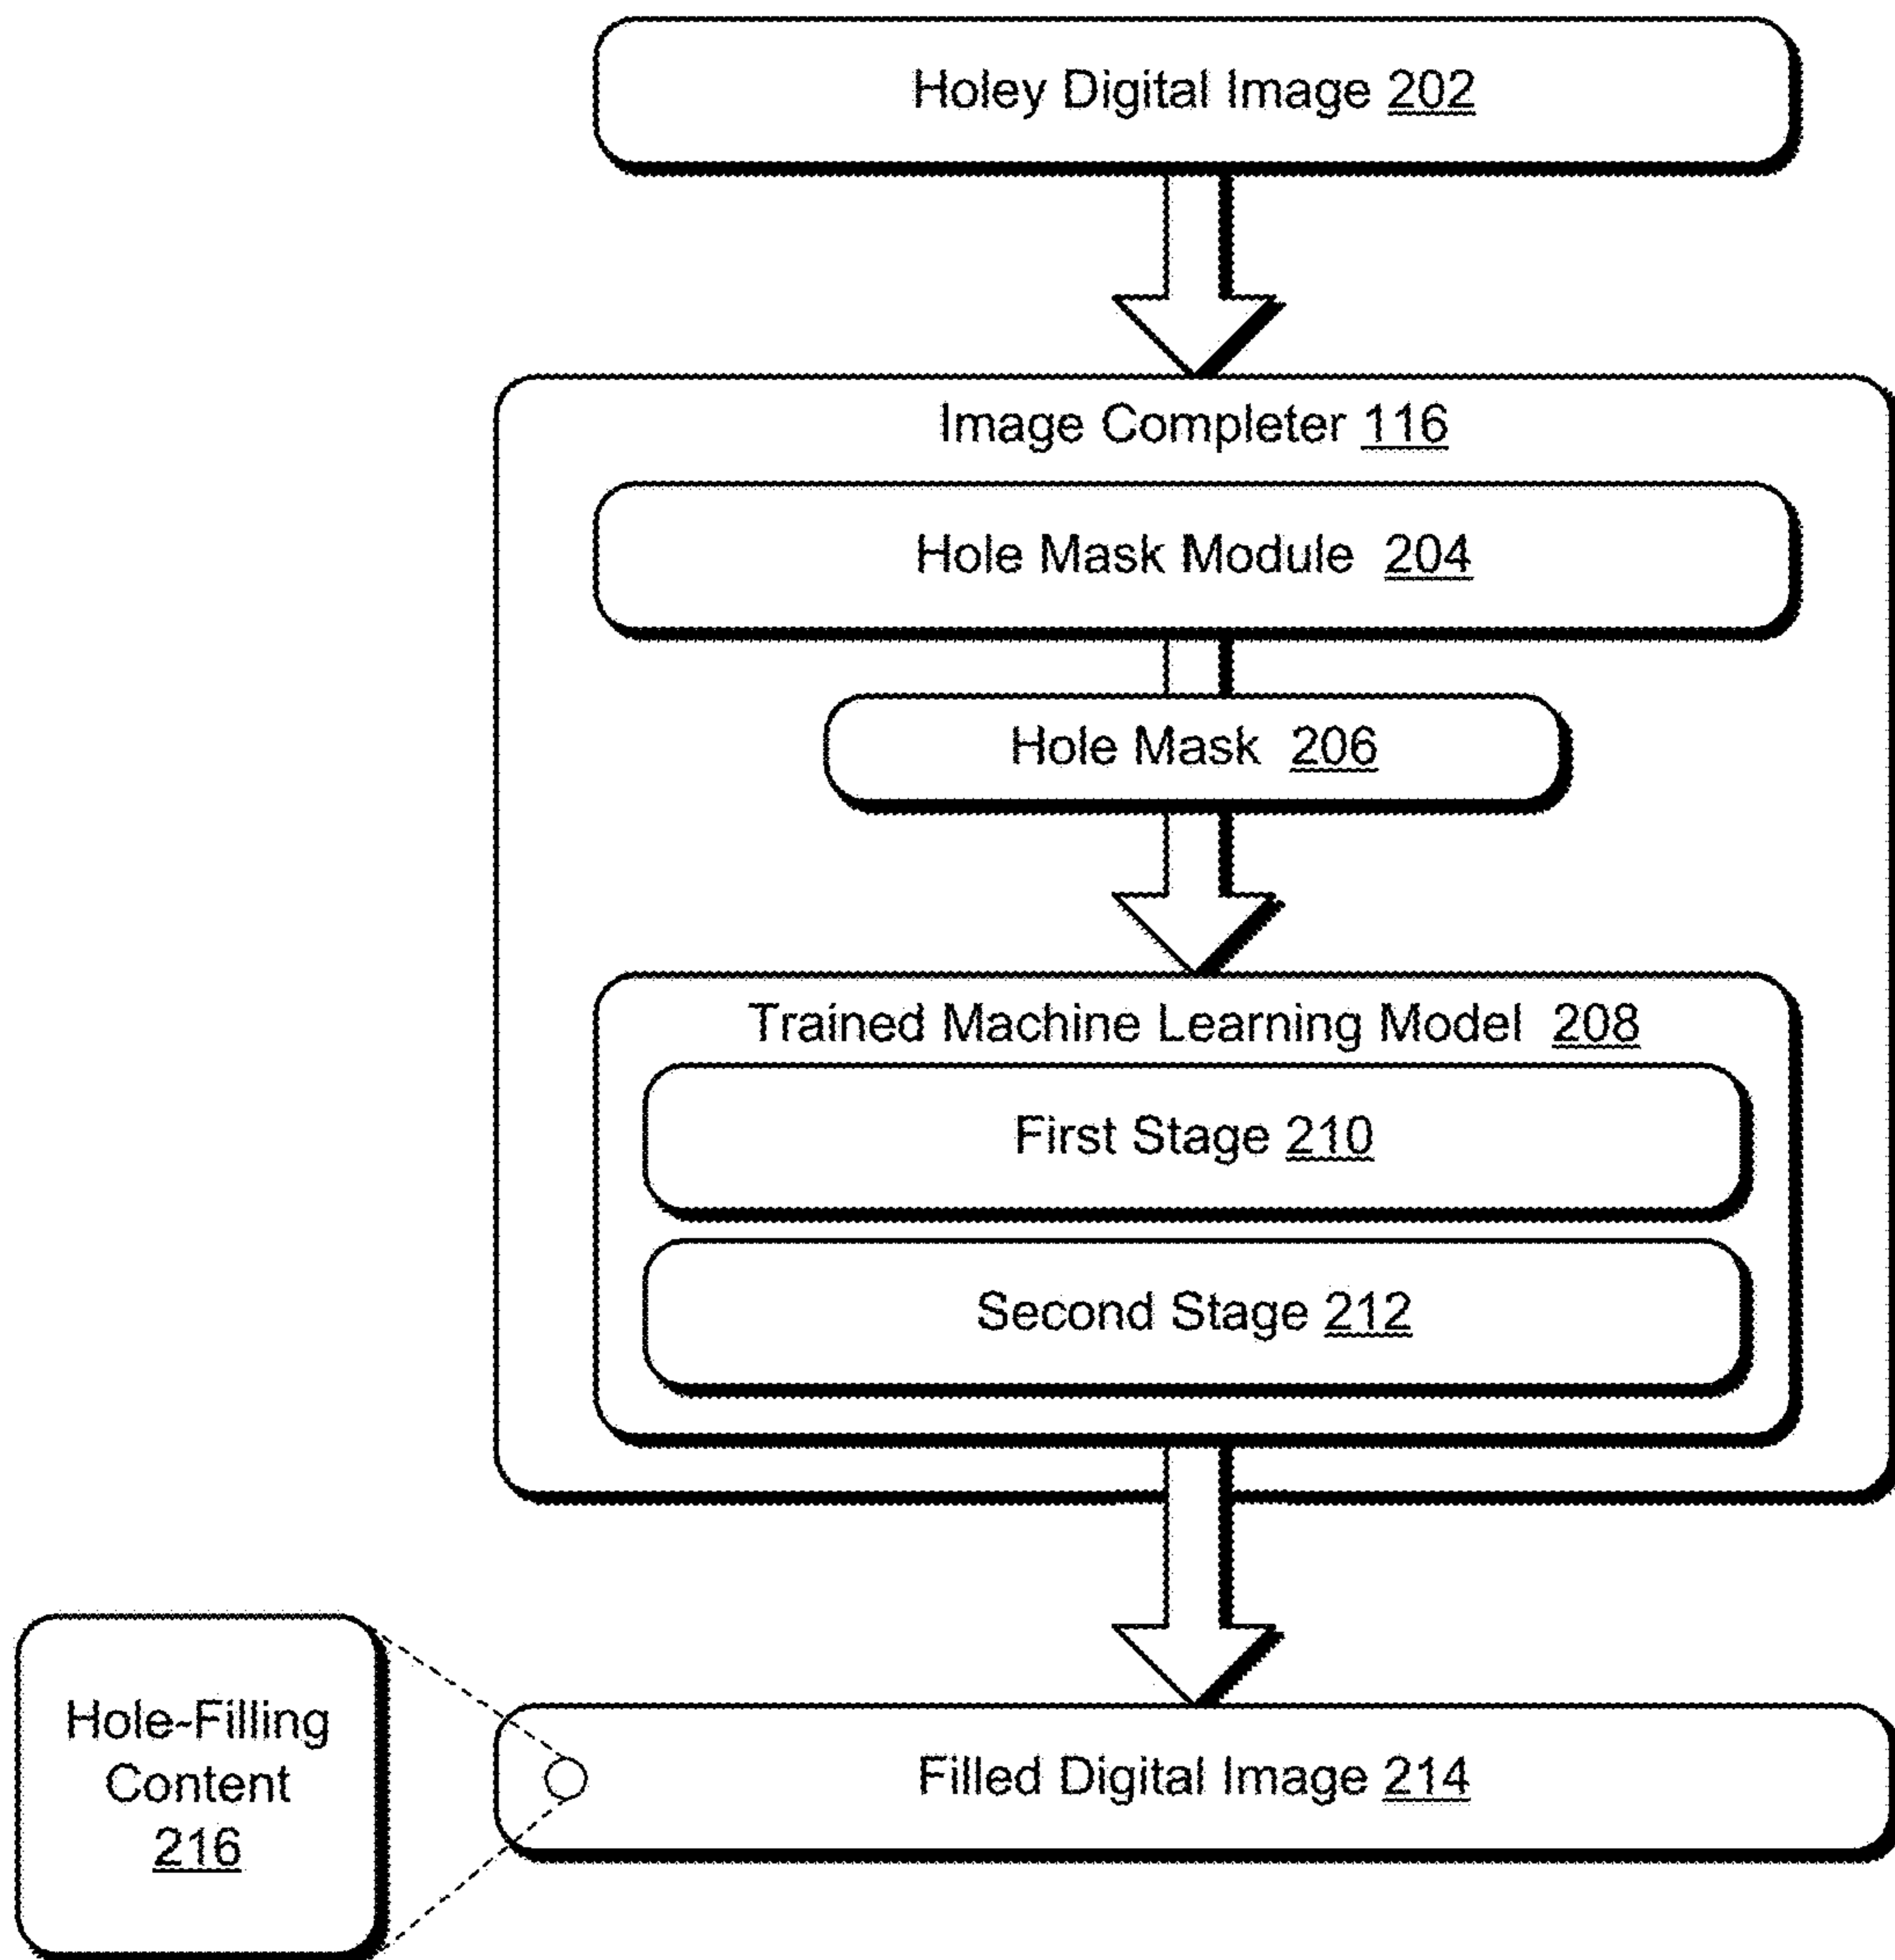 Holey Digital Image 202
Image Completer 116
Hole Mask Module 204
Hole Mask 206
Trained Machine Learning Model 208
First Stage 210
Second Stage 212
Hole-Filling
Content
216
Filled Digital Image 214